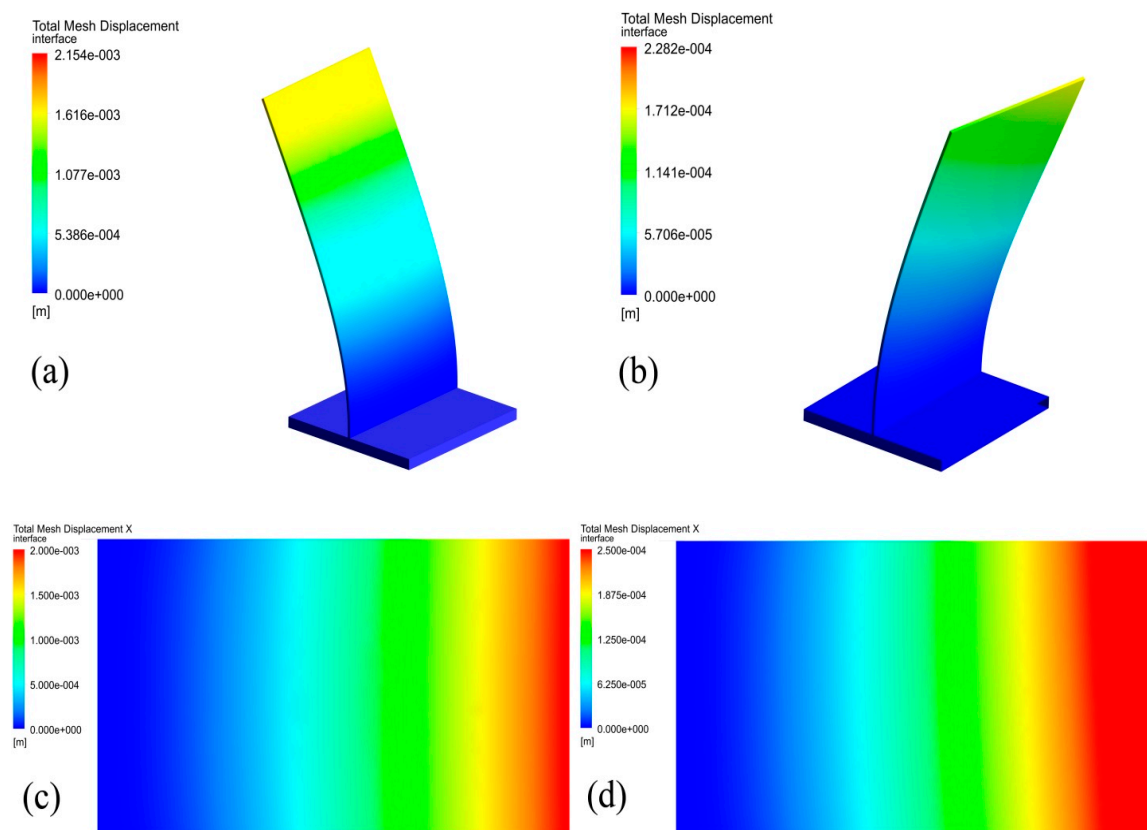 Total Mesh Displacement
interface
2.154e-003
1.616e-003
1.077e-003
5.386e-004
0.000e+000
[m]
(a)
Total Mesh Displacement
interface
2.282e-004
1.712e-004
1.141e-004
5.706e-005
0.000e+000
[m]
(b)
Total Mesh Displacement X
interface
2.000e-003
1.500e-003
1.000e-003
5.000e-004
0.000e+000
[m]
(c)
Total Mesh Displacement X
interface
2.500e-004
1.875e-004
1.250e-004
6.250e-005
0.000e+000
[m]
(d)